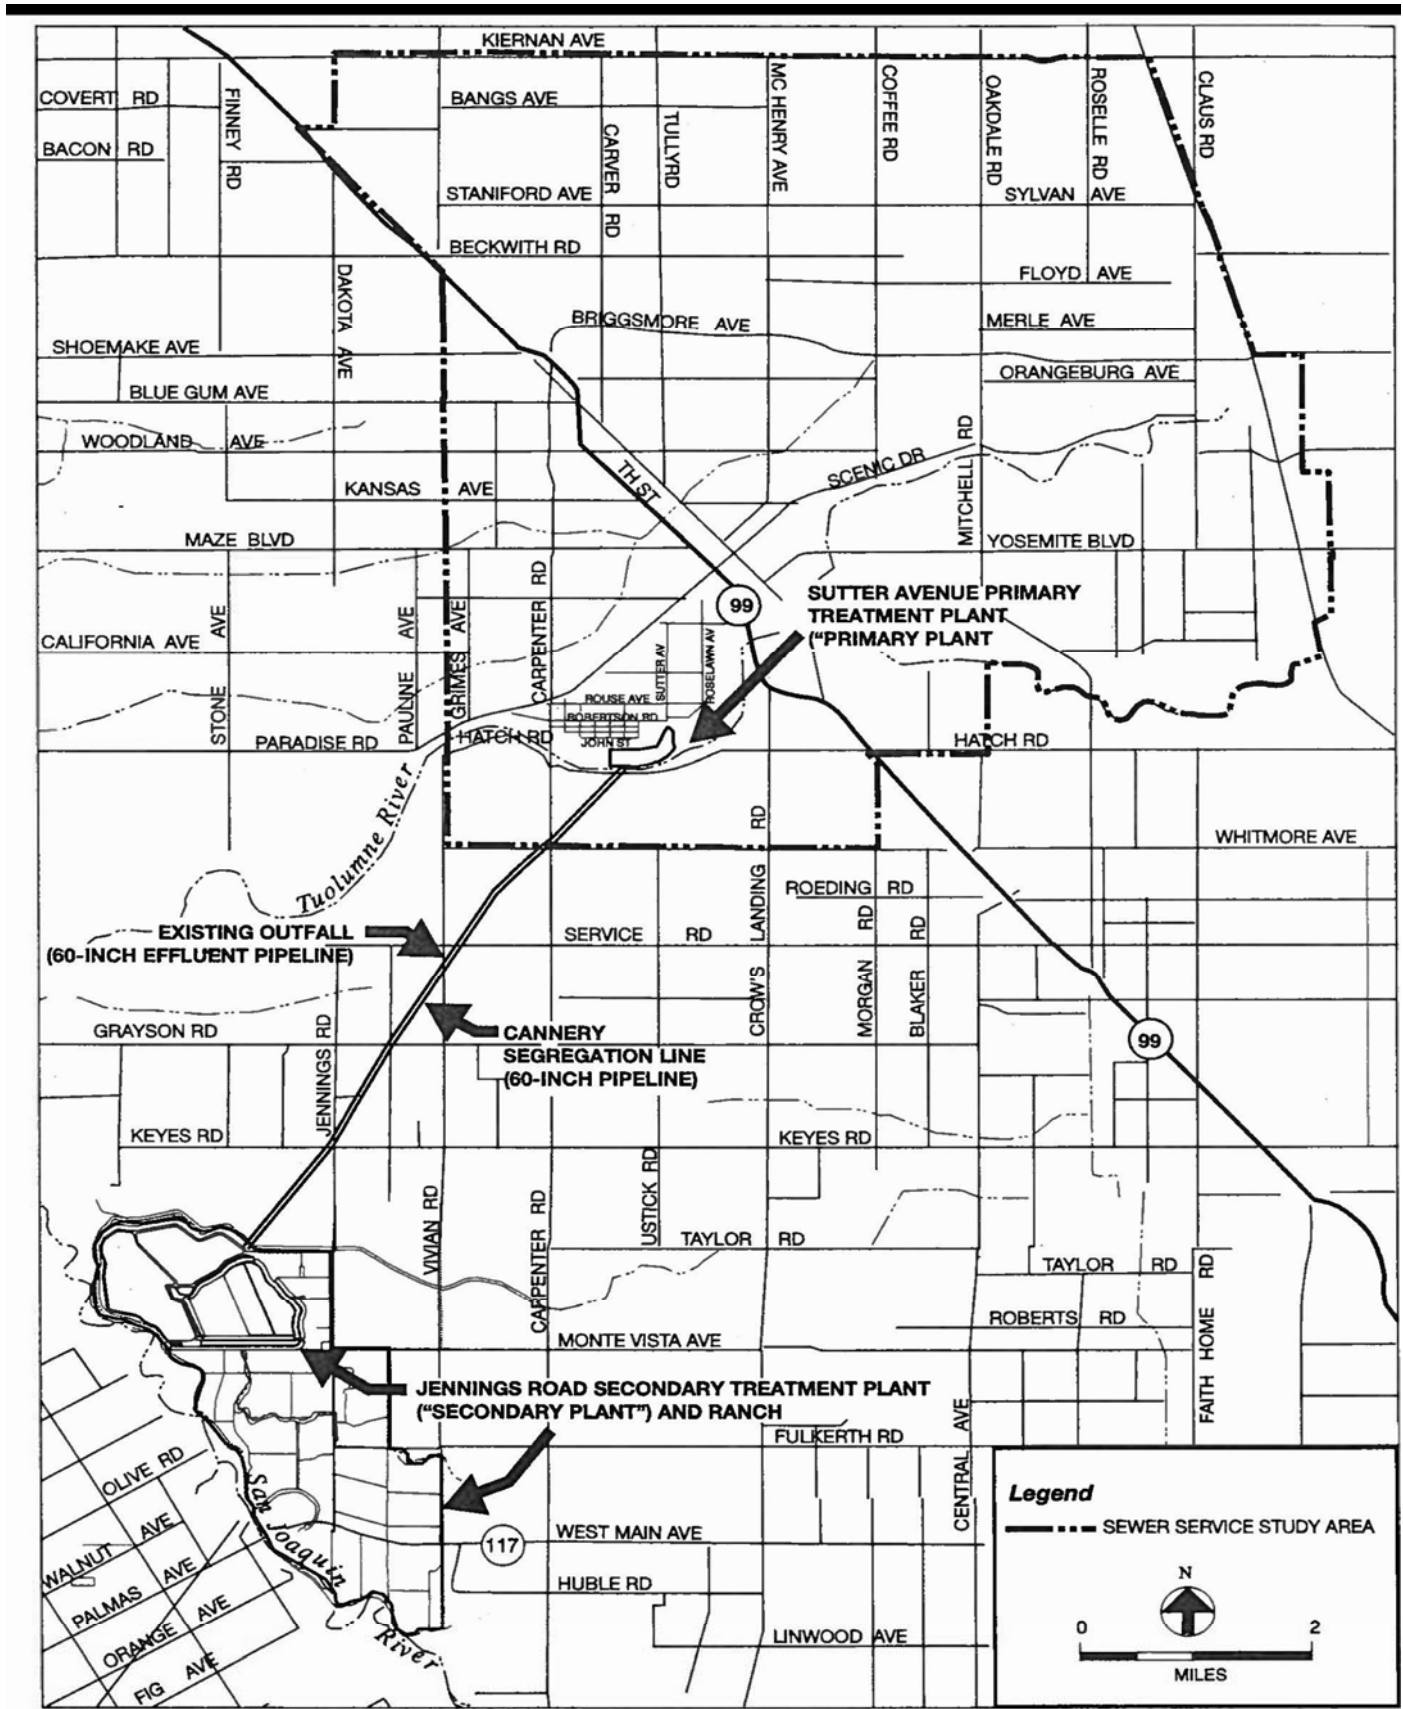 KIERNAN AVE
COVERT RD
FINNEY RD
BANGS AVE
CARVER RD
TULLYRD
MC HENRY AVE
COFFEE RD
OAKDALE RD
ROSELLE RD
CLAUS RD
BACON RD
STANIFORD AVE
SYLVAN AVE
BECKWITH RD
DAKOTA AVE
FLOYD AVE
BRIGGSMORE AVE
MERLE AVE
SHOEMAKE AVE
ORANGEBURG AVE
BLUE GUM AVE
WOODLAND AVE
MITCHELL RD
SCENIC DR
TH ST
KANSAS AVE
MAZE BLVD
YOSEMITE BLVD
99
SUTTER AVENUE PRIMARY
TREATMENT PLANT
("PRIMARY PLANT
CALIFORNIA AVE
STONE AVE
PAULINE AVE
GRIMES AVE
CARPENTER RD
SUTTER AV
ROSELAWN AV
ROUSE AVE
ROBERTSON RD
PARADISE RD
HATCH RD
JOHN ST
HATCH RD
Tuolumne River
WHITMORE AVE
CROW'S LANDING RD
ROEDING RD
MORGAN RD
BLAKER RD
EXISTING OUTFALL
(60-INCH EFFLUENT PIPELINE)
SERVICE RD
GRAYSON RD
JENNINGS RD
CANNERY
SEGREGATION LINE
(60-INCH PIPELINE)
99
KEYES RD
KEYES RD
VIVIAN RD
CARPENTER RD
USTICK RD
TAYLOR RD
TAYLOR RD
FAITH HOME RD
ROBERTS RD
MONTE VISTA AVE
JENNINGS ROAD SECONDARY TREATMENT PLANT
("SECONDARY PLANT") AND RANCH
FULKERTH RD
CENTRAL AVE
OLIVE RD
San Joaquin River
WALNUT AVE
PALMAS AVE
ORANGE AVE
FIG AVE
117
WEST MAIN AVE
HUBLE RD
LINWOOD AVE
Legend
SEWER SERVICE STUDY AREA
N
0 2
MILES